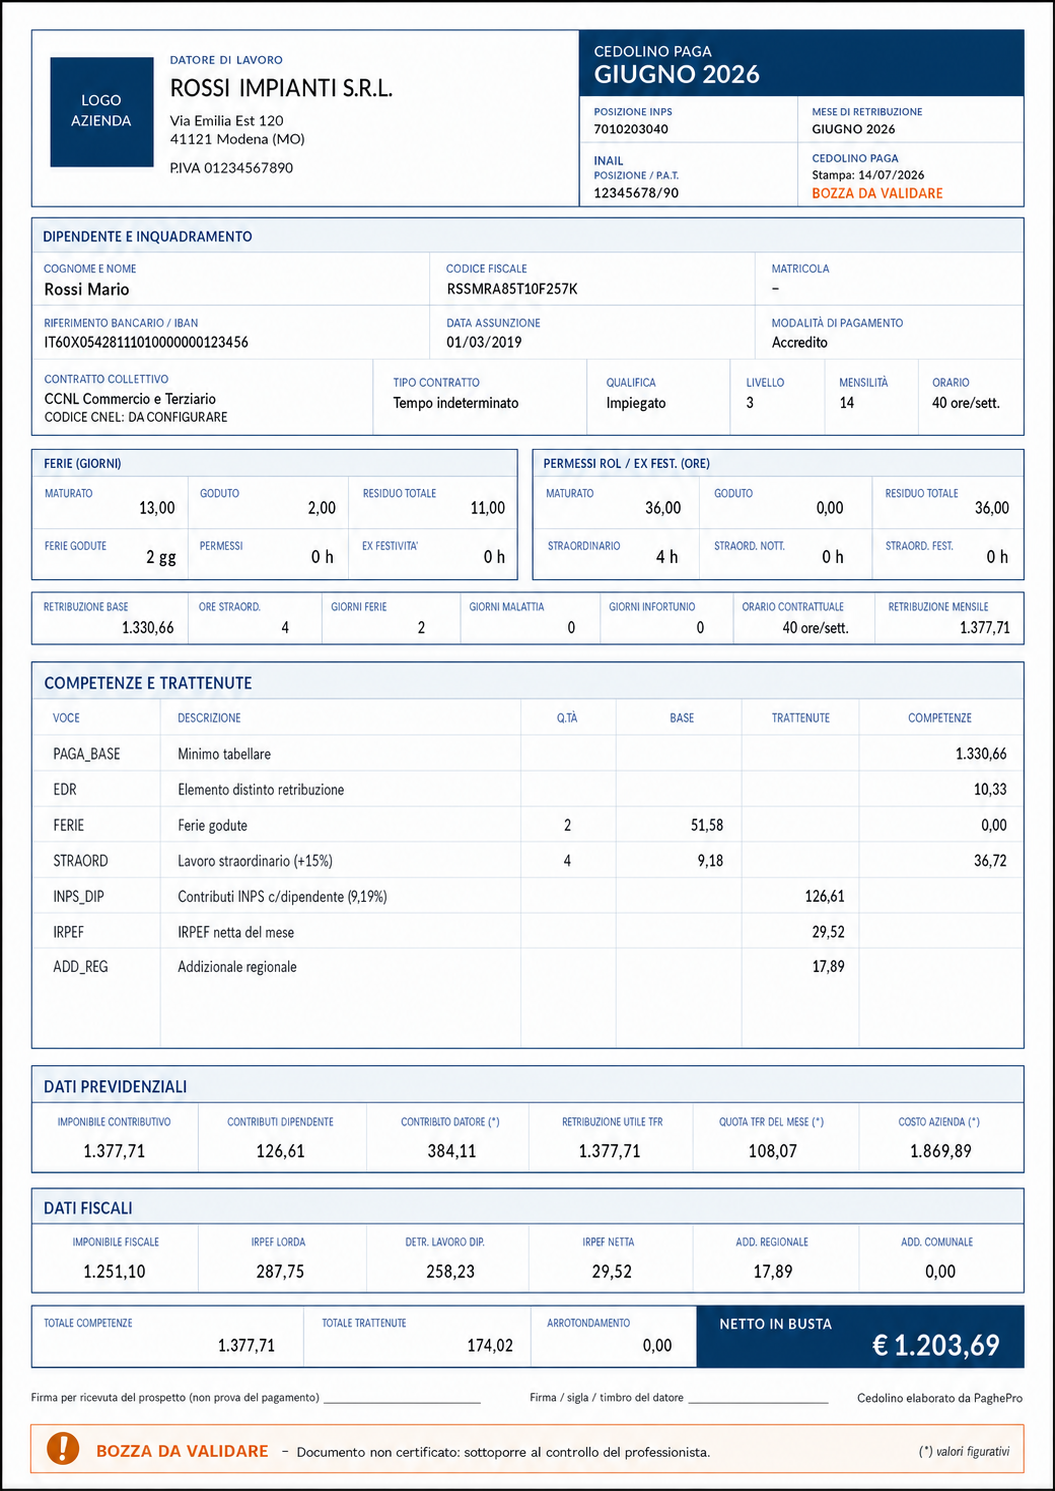 LOGO
AZIENDA
DATORE DI LAVORO
ROSSI IMPIANTI S.R.L.
Via Emilia Est 120
41121 Modena (MO)
P.IVA 01234567890
CEDOLINO PAGA
GIUGNO 2026
POSIZIONE INPS
7010203040
MESE DI RETRIBUZIONE
GIUGNO 2026
INAIL
POSIZIONE / P.A.T.
12345678/90
CEDOLINO PAGA
Stampa: 14/07/2026
BOZZA DA VALIDARE
DIPENDENTE E INQUADRAMENTO
COGNOME E NOME
Rossi Mario
CODICE FISCALE
RSSMRA85T10F257K
MATRICOLA
–
RIFERIMENTO BANCARIO / IBAN
IT60X05428111010000000123456
DATA ASSUNZIONE
01/03/2019
MODALITÀ DI PAGAMENTO
Accredito
CONTRATTO COLLETTIVO
CCNL Commercio e Terziario
CODICE CNEL: DA CONFIGURARE
TIPO CONTRATTO
Tempo indeterminato
QUALIFICA
Impiegato
LIVELLO
3
MENSILITÀ
14
ORARIO
40 ore/sett.
FERIE (GIORNI)
MATURATO
13,00
GODUTO
2,00
RESIDUO TOTALE
11,00
FERIE GODUTE
2 gg
PERMESSI
0 h
EX FESTIVITA'
0 h
PERMESSI ROL / EX FEST. (ORE)
MATURATO
36,00
GODUTO
0,00
RESIDUO TOTALE
36,00
STRAORDINARIO
4 h
STRAORD. NOTT.
0 h
STRAORD. FEST.
0 h
RETRIBUZIONE BASE
1.330,66
ORE STRAORD.
4
GIORNI FERIE
2
GIORNI MALATTIA
0
GIORNI INFORTUNIO
0
ORARIO CONTRATTUALE
40 ore/sett.
RETRIBUZIONE MENSILE
1.377,71
COMPETENZE E TRATTENUTE
VOCE DESCRIZIONE Q.TÀ BASE TRATTENUTE COMPETENZE
PAGA_BASE Minimo tabellare 1.330,66
EDR Elemento distinto retribuzione 10,33
FERIE Ferie godute 2 51,58 0,00
STRAORD Lavoro straordinario (+15%) 4 9,18 36,72
INPS_DIP Contributi INPS c/dipendente (9,19%) 126,61
IRPEF IRPEF netta del mese 29,52
ADD_REG Addizionale regionale 17,89
DATI PREVIDENZIALI
IMPONIBILE CONTRIBUTIVO
1.377,71
CONTRIBUTI DIPENDENTE
126,61
CONTRIBLTO DATORE (*)
384,11
RETRIBUZIONE UTILE TFR
1.377,71
QUOTA TFR DEL MESE (*)
108,07
COSTO AZIENDA (*)
1.869,89
DATI FISCALI
IMPONIBILE FISCALE
1.251,10
IRPEF LORDA
287,75
DETR. LAVORO DIP.
258,23
IRPEF NETTA
29,52
ADD. REGIONALE
17,89
ADD. COMUNALE
0,00
TOTALE COMPETENZE
1.377,71
TOTALE TRATTENUTE
174,02
ARROTONDAMENTO
0,00
NETTO IN BUSTA
€ 1.203,69
Firma per ricevuta del prospetto (non prova del pagamento)
Firma / sigla / timbro del datore
Cedolino elaborato da PaghePro
BOZZA DA VALIDARE – Documento non certificato: sottoporre al controllo del professionista.
(*) valori figurativi